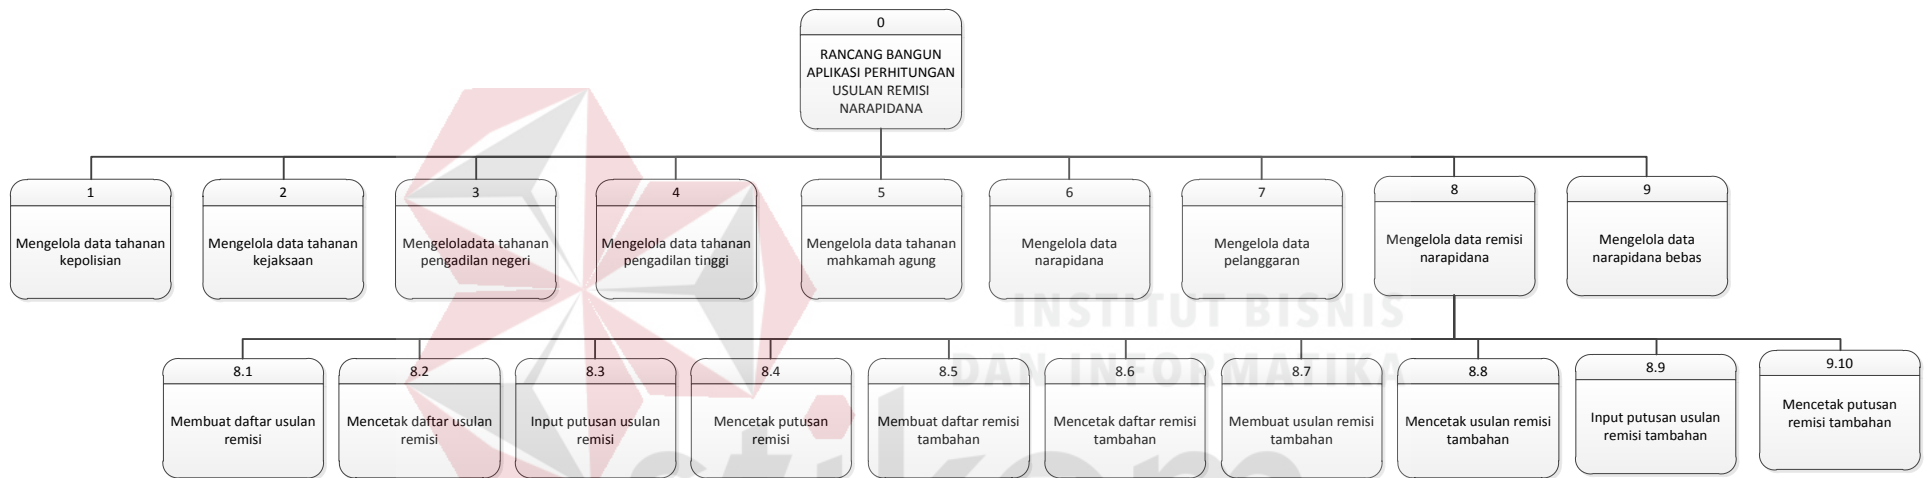 0
RANCANG BANGUN
APLIKASI PERHITUNGAN
USULAN REMISI
NARAPIDANA
1
Mengelola data tahanan
kepolisian
2
Mengelola data tahanan
kejaksaan
3
Mengeloladata tahanan
pengadilan negeri
4
Mengelola data tahanan
pengadilan tinggi
5
Mengelola data tahanan
mahkamah agung
6
Mengelola data
narapidana
7
Mengelola data
pelanggaran
8
Mengelola data remisi
narapidana
9
Mengelola data
narapidana bebas
INSTITUT BISNIS
DAN INFORMATIKA
8.1
Membuat daftar usulan
remisi
8.2
Mencetak daftar usulan
remisi
8.3
Input putusan usulan
remisi
8.4
Mencetak putusan
remisi
8.5
Membuat daftar remisi
tambahan
8.6
Mencetak daftar remisi
tambahan
8.7
Membuat usulan remisi
tambahan
8.8
Mencetak usulan remisi
tambahan
8.9
Input putusan usulan
remisi tambahan
9.10
Mencetak putusan
remisi tambahan
stikom